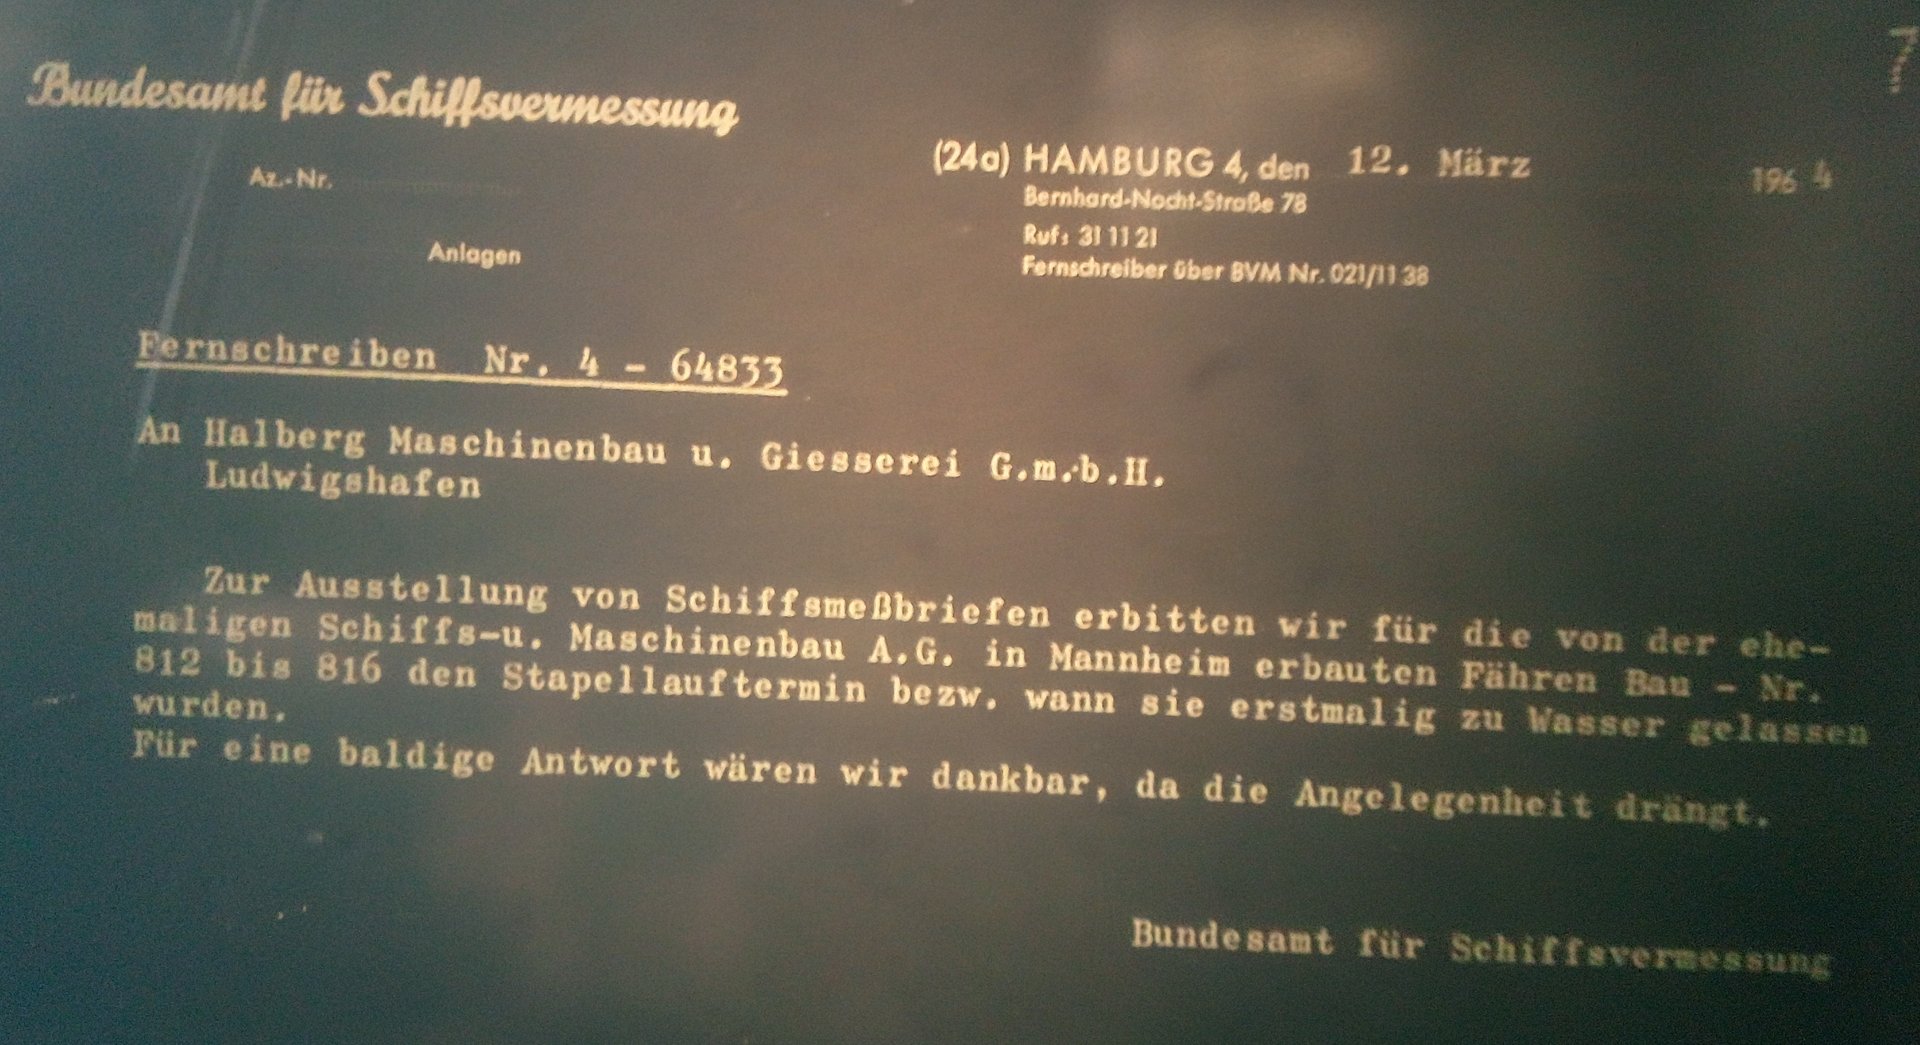 Bundesamt für Schiffsvermessung
(24a) HAMBURG 4, den 12. März 1964
Az.-Nr.
Bernhard-Nocht-Straße 78
Ruf: 31 11 21
Anlagen
Fernschreiber über BVM Nr. 021/11 38
Fernschreiben Nr. 4 - 64833
An Halberg Maschinenbau u. Giesserei G.m.b.H.
Ludwigshafen
Zur Ausstellung von Schiffsmeßbriefen erbitten wir für die von der ehe-
maligen Schiffs-u. Maschinenbau A.G. in Mannheim erbauten Fähren Bau - Nr.
812 bis 816 den Stapellauftermin bezw. wann sie erstmalig zu Wasser gelassen
wurden.
Für eine baldige Antwort wären wir dankbar, da die Angelegenheit drängt.
Bundesamt für Schiffsvermessung